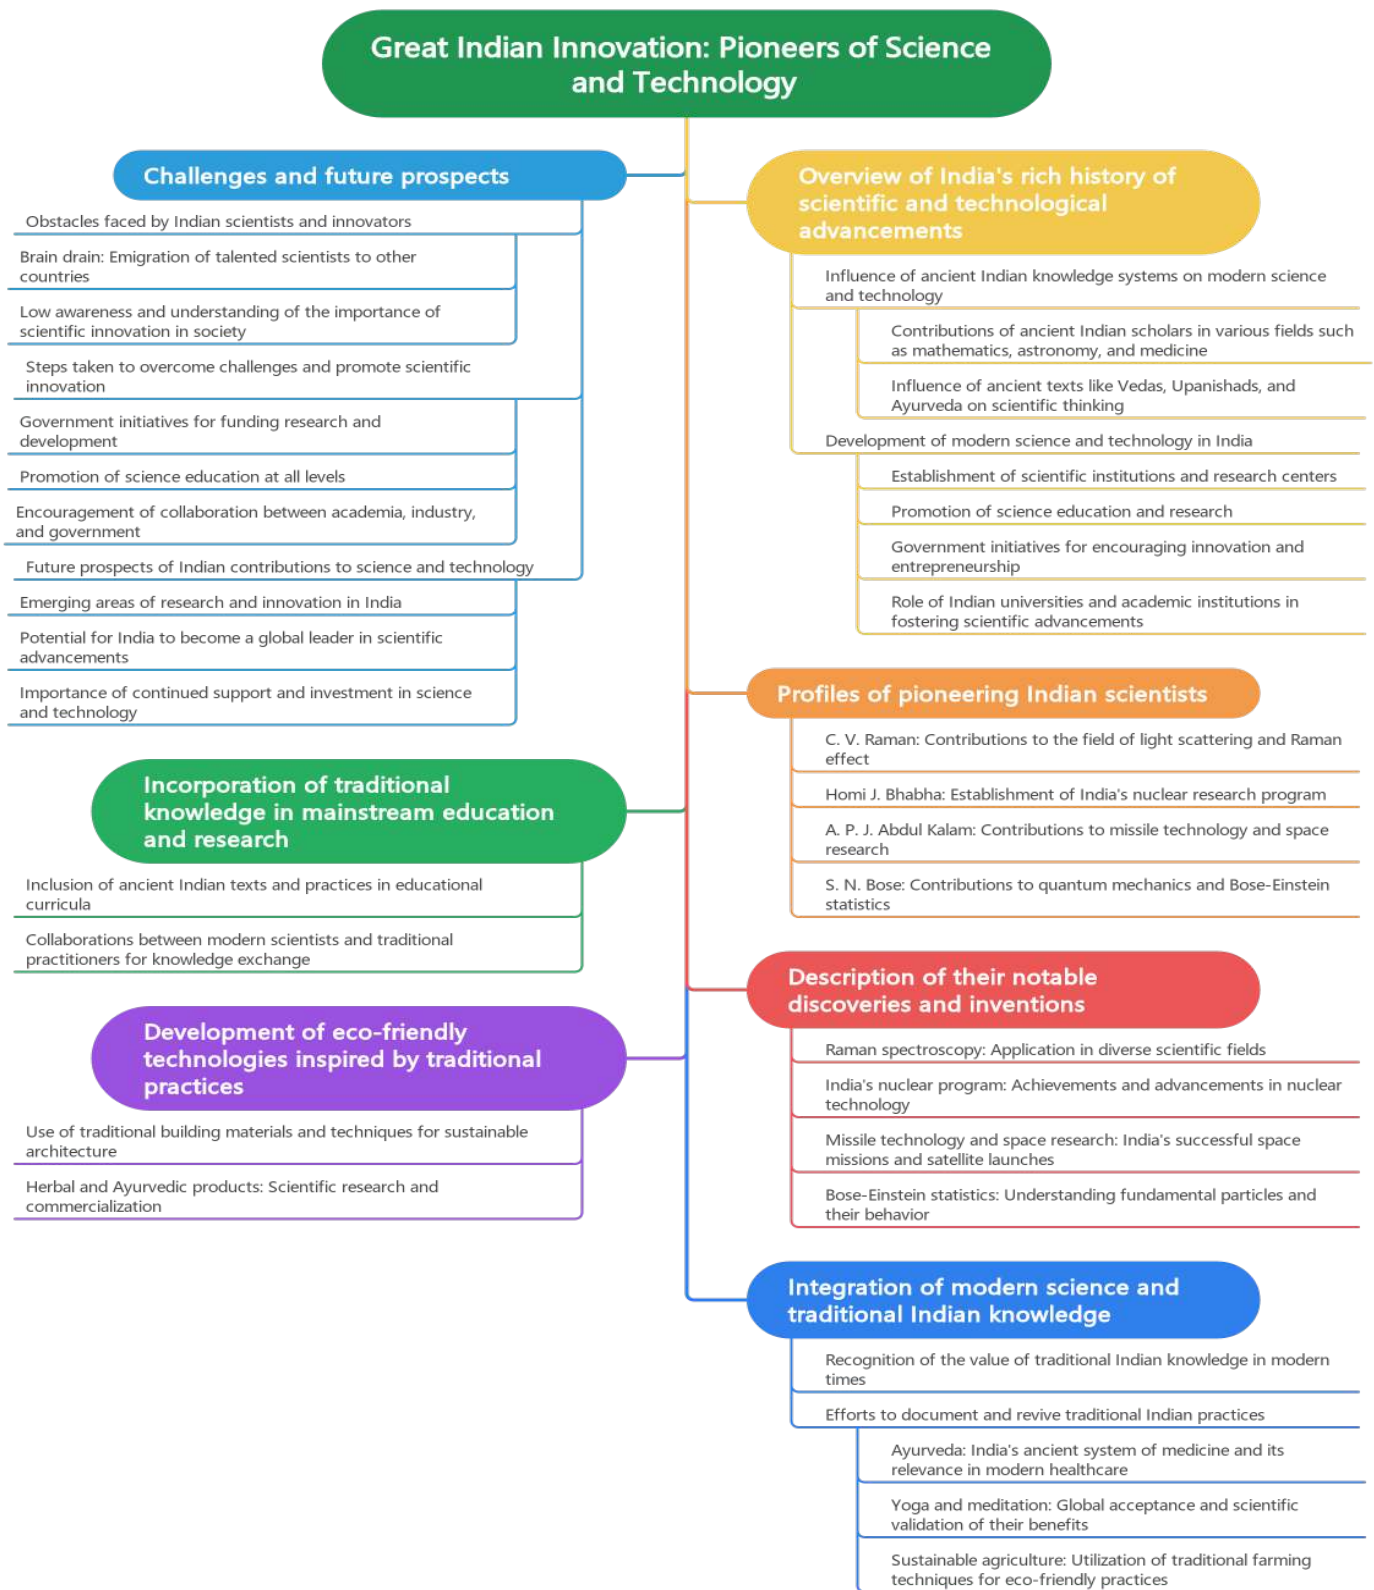 Great Indian Innovation: Pioneers of Science
and Technology
Challenges and future prospects
Obstacles faced by Indian scientists and innovators
Brain drain: Emigration of talented scientists to other
countries
Low awareness and understanding of the importance of
scientific innovation in society
Steps taken to overcome challenges and promote scientific
innovation
Government initiatives for funding research and
development
Promotion of science education at all levels
Encouragement of collaboration between academia, industry,
and government
Future prospects of Indian contributions to science and technology
Emerging areas of research and innovation in India
Potential for India to become a global leader in scientific
advancements
Importance of continued support and investment in science
and technology
Incorporation of traditional
knowledge in mainstream education
and research
Inclusion of ancient Indian texts and practices in educational
curricula
Collaborations between modern scientists and traditional
practitioners for knowledge exchange
Development of eco-friendly
technologies inspired by traditional
practices
Use of traditional building materials and techniques for sustainable
architecture
Herbal and Ayurvedic products: Scientific research and
commercialization
Overview of India's rich history of
scientific and technological
advancements
Influence of ancient Indian knowledge systems on modern science
and technology
Contributions of ancient Indian scholars in various fields such
as mathematics, astronomy, and medicine
Influence of ancient texts like Vedas, Upanishads, and
Ayurveda on scientific thinking
Development of modern science and technology in India
Establishment of scientific institutions and research centers
Promotion of science education and research
Government initiatives for encouraging innovation and
entrepreneurship
Role of Indian universities and academic institutions in
fostering scientific advancements
Profiles of pioneering Indian scientists
C. V. Raman: Contributions to the field of light scattering and Raman
effect
Homi J. Bhabha: Establishment of India's nuclear research program
A. P. J. Abdul Kalam: Contributions to missile technology and space
research
S. N. Bose: Contributions to quantum mechanics and Bose-Einstein
statistics
Description of their notable
discoveries and inventions
Raman spectroscopy: Application in diverse scientific fields
India's nuclear program: Achievements and advancements in nuclear
technology
Missile technology and space research: India's successful space
missions and satellite launches
Bose-Einstein statistics: Understanding fundamental particles and
their behavior
Integration of modern science and
traditional Indian knowledge
Recognition of the value of traditional Indian knowledge in modern
times
Efforts to document and revive traditional Indian practices
Ayurveda: India's ancient system of medicine and its
relevance in modern healthcare
Yoga and meditation: Global acceptance and scientific
validation of their benefits
Sustainable agriculture: Utilization of traditional farming
techniques for eco-friendly practices